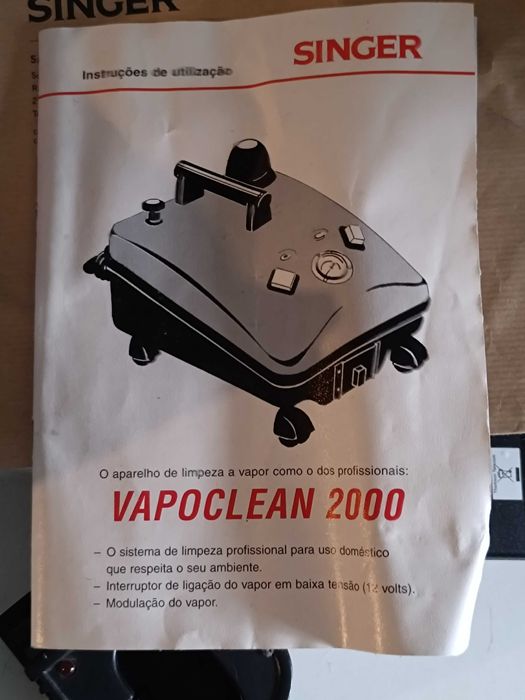 SINGER
Instruções de utilização
SINGER
O aparelho de limpeza a vapor como o dos profissionais:
VAPOCLEAN 2000
– O sistema de limpeza profissional para uso doméstico
que respeita o seu ambiente.
– Interruptor de ligação do vapor em baixa tensão (12 volts).
– Modulação do vapor.